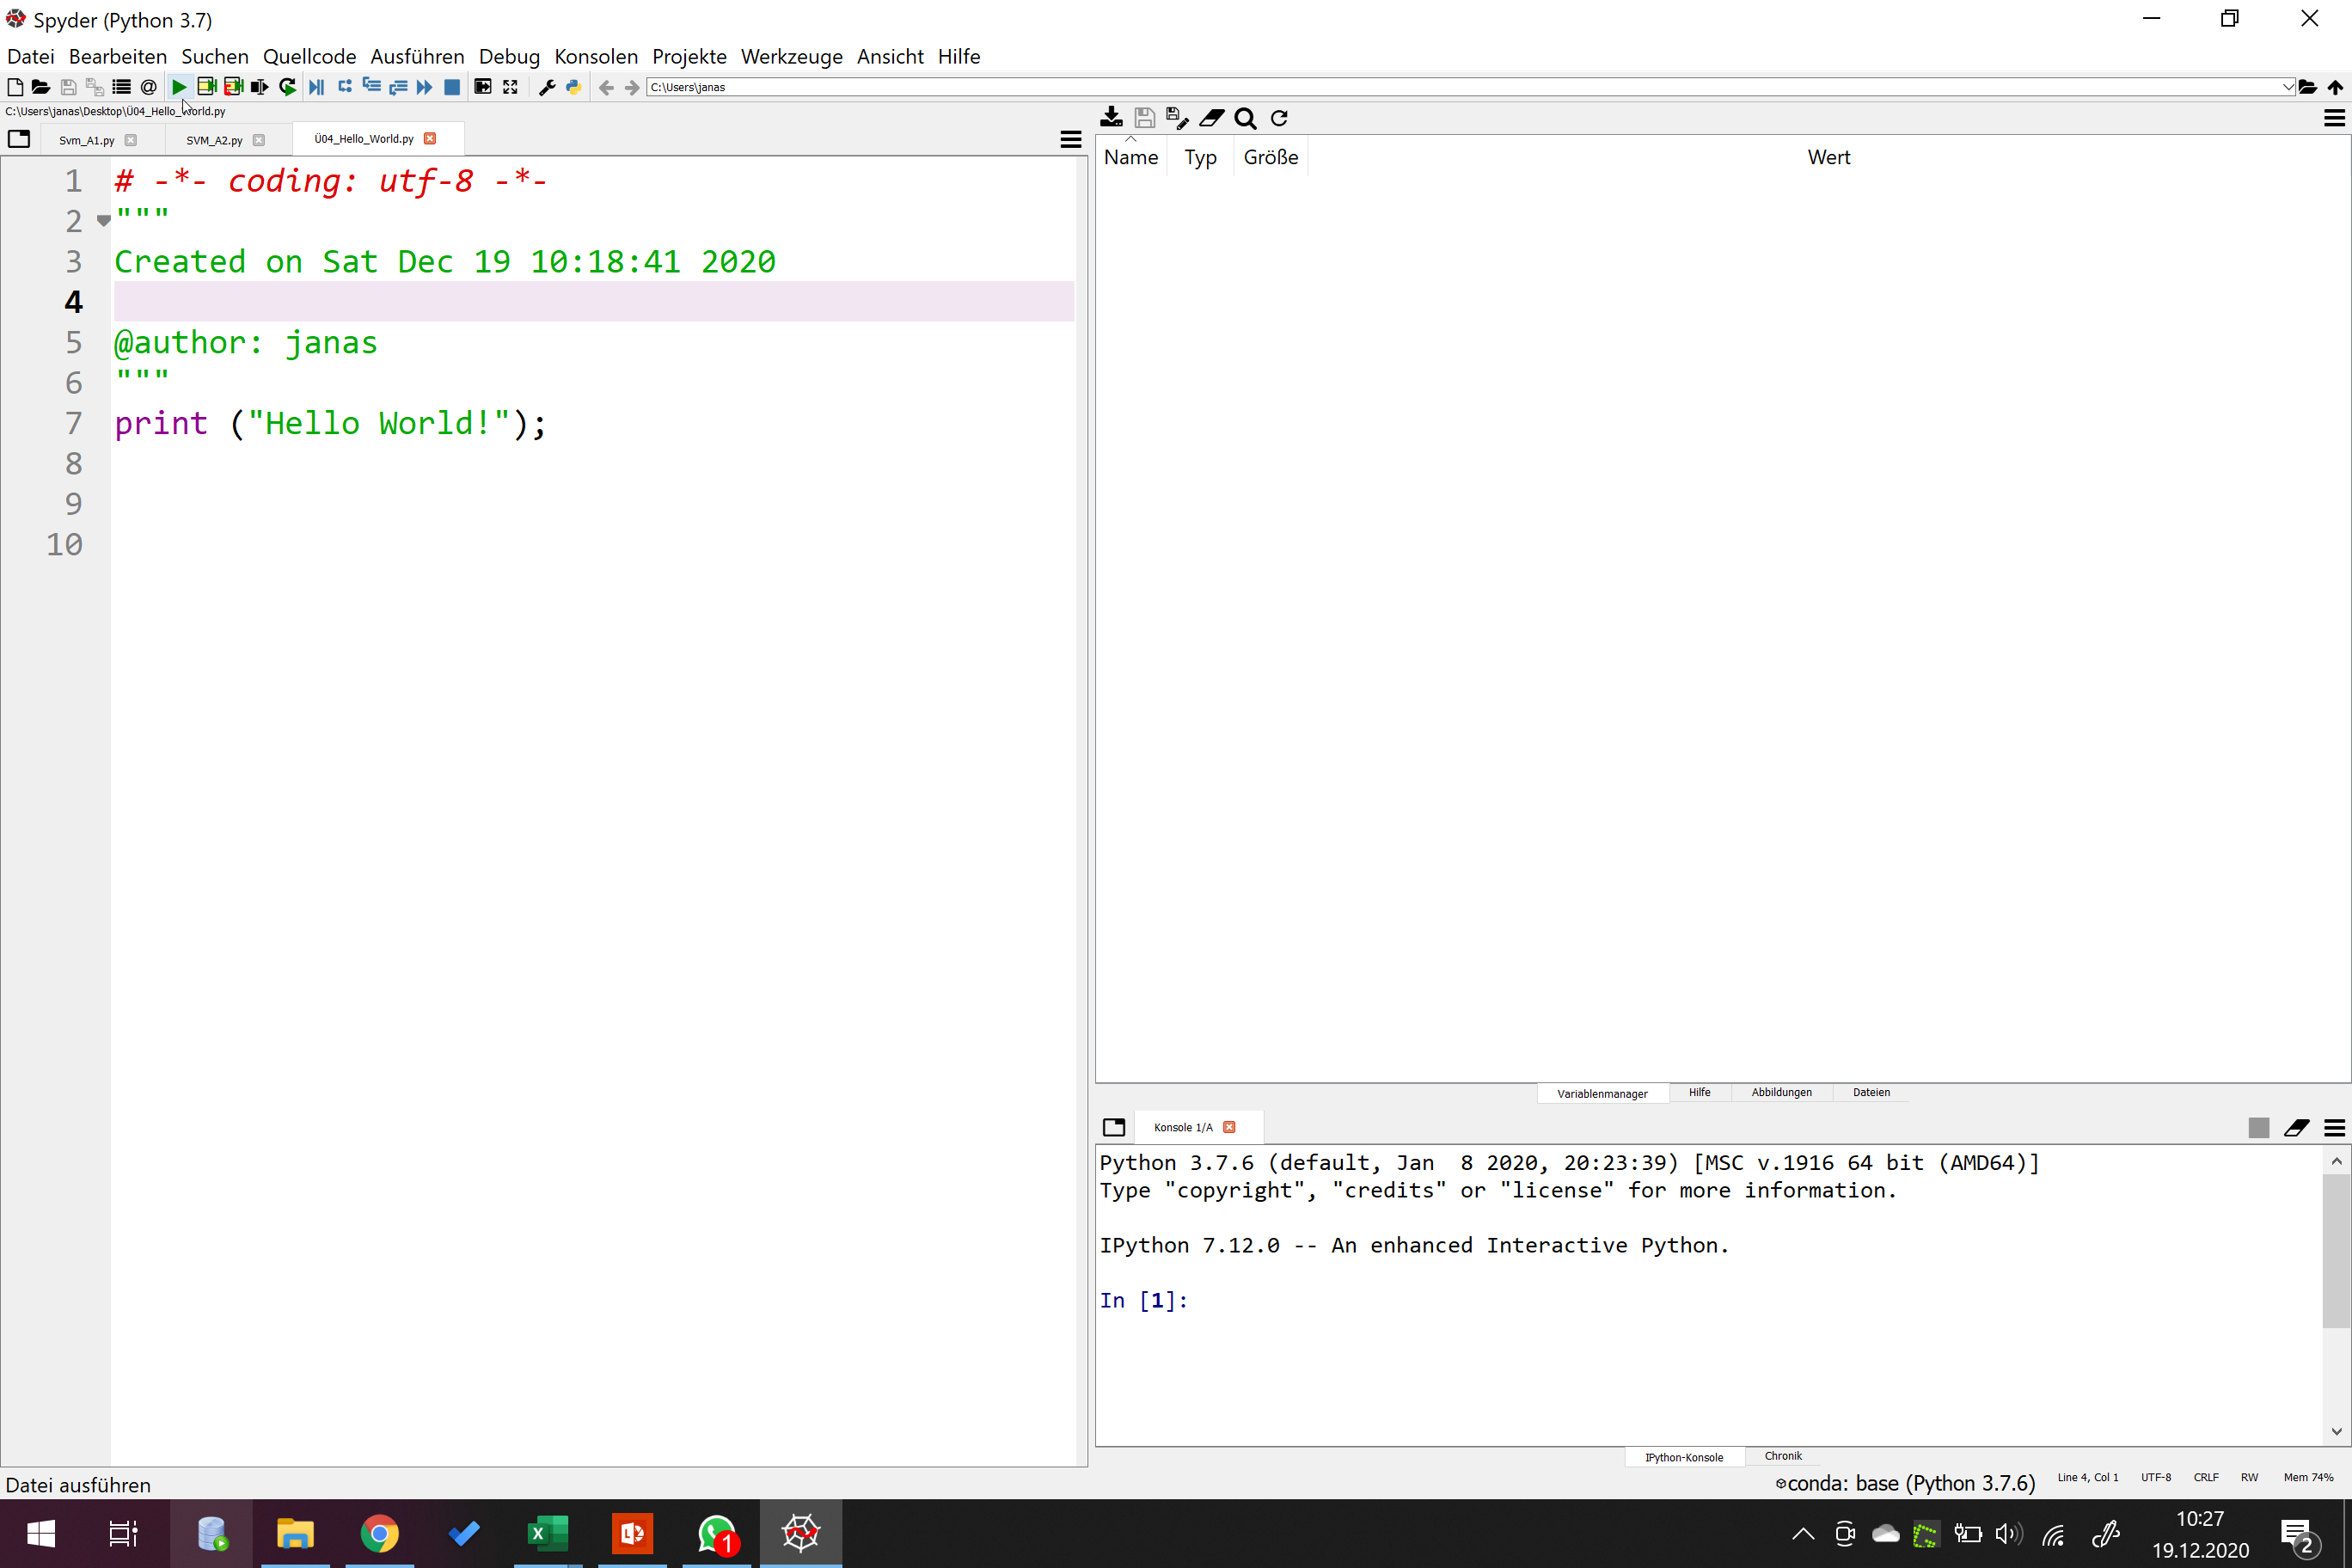 Spyder (Python 3.7)
Datei Bearbeiten Suchen Quellcode Ausführen Debug Konsolen Projekte Werkzeuge Ansicht Hilfe
C:\Users\janas
C:\Users\janas\Desktop\Ü04_Hello_World.py
Svm_A1.py SVM_A2.py Ü04_Hello_World.py
1 # -*- coding: utf-8 -*-
2 """
3 Created on Sat Dec 19 10:18:41 2020
4
5 @author: janas
6 """
7 print ("Hello World!");
8
9
10
Name Typ Größe Wert
Variablenmanager Hilfe Abbildungen Dateien
Konsole 1/A
Python 3.7.6 (default, Jan  8 2020, 20:23:39) [MSC v.1916 64 bit (AMD64)]
Type "copyright", "credits" or "license" for more information.
IPython 7.12.0 -- An enhanced Interactive Python.
In [1]:
IPython-Konsole Chronik
Datei ausführen
conda: base (Python 3.7.6) Line 4, Col 1 UTF-8 CRLF RW Mem 74%
1
10:27
19.12.2020
2